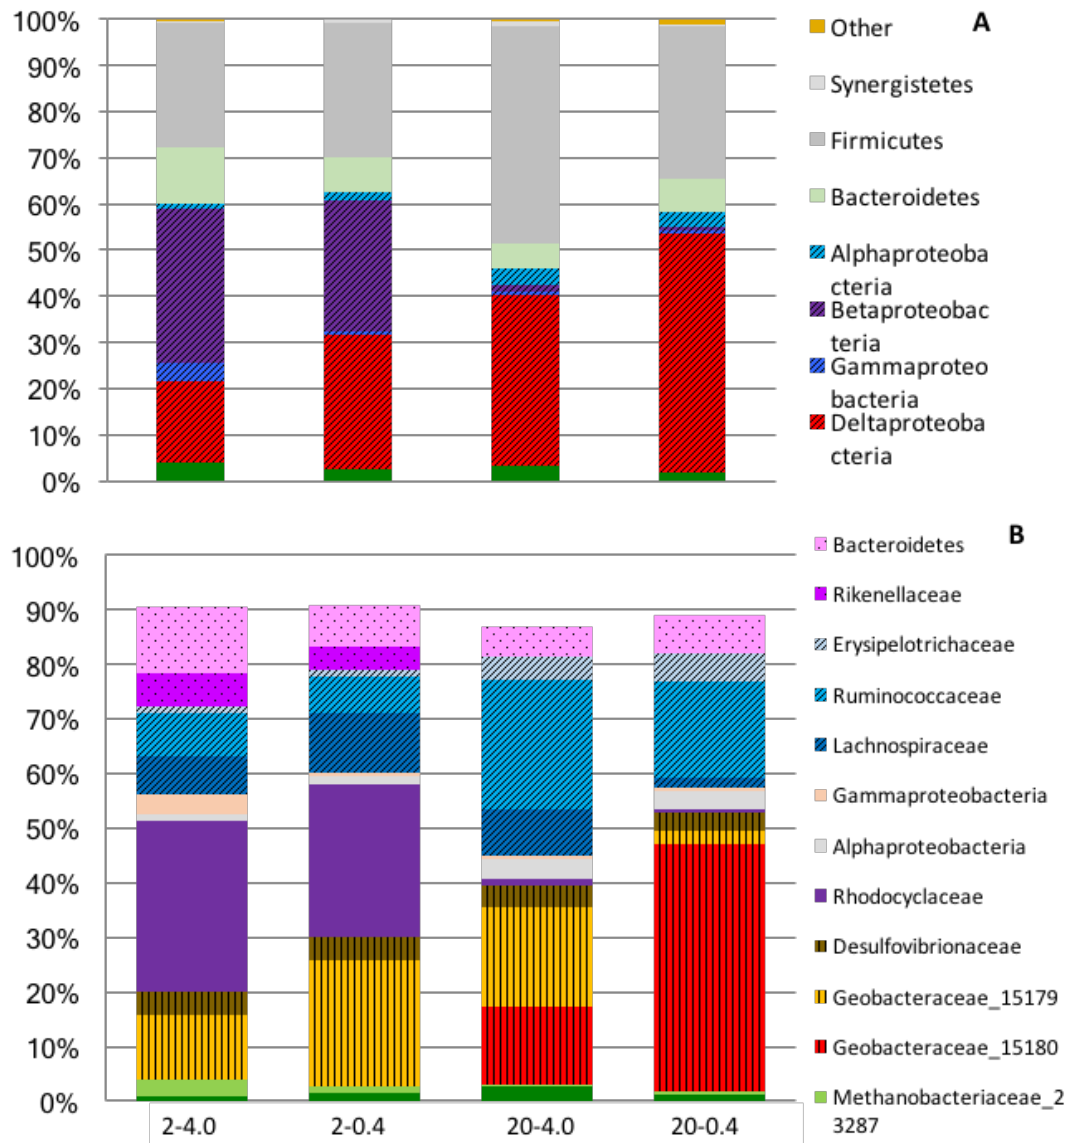 100%
90%
80%
70%
60%
50%
40%
30%
20%
10%
0%
A
Other
Synergistetes
Firmicutes
Bacteroidetes
Alphaproteoba
cteria
Betaproteobac
teria
Gammaproteo
bacteria
Deltaproteoba
cteria
100%
90%
80%
70%
60%
50%
40%
30%
20%
10%
0%
2-4.0
2-0.4
20-4.0
20-0.4
B
Bacteroidetes
Rikenellaceae
Erysipelotrichaceae
Ruminococcaceae
Lachnospiraceae
Gammaproteobacteria
Alphaproteobacteria
Rhodocyclaceae
Desulfovibrionaceae
Geobacteraceae_15179
Geobacteraceae_15180
Methanobacteriaceae_2
3287